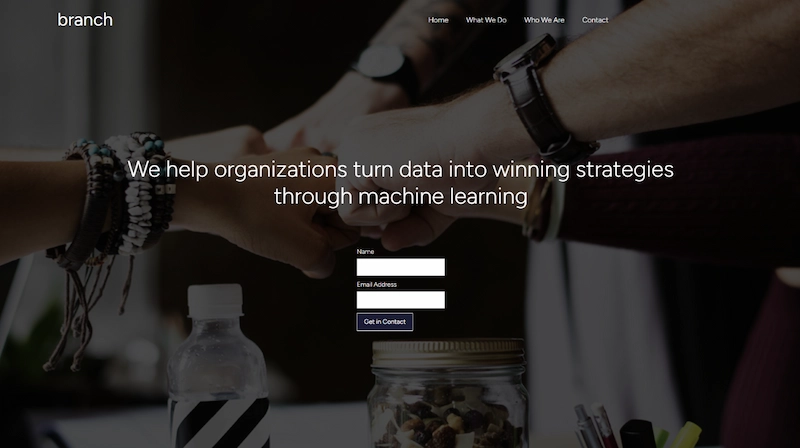 branch
Home What We Do Who We Are Contact
We help organizations turn data into winning strategies
through machine learning
Name
Email Address
Get in Contact